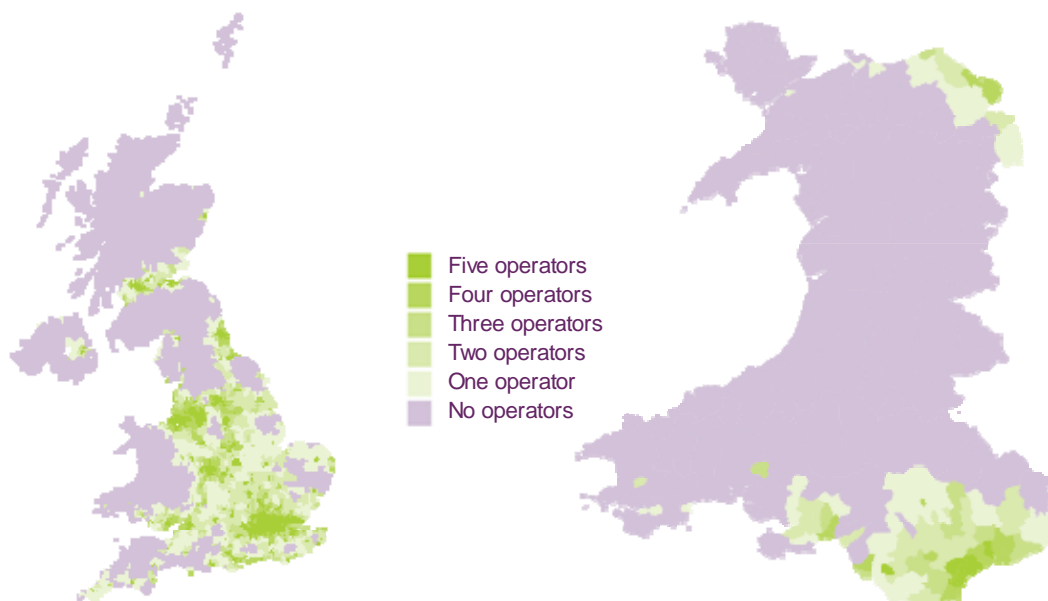 Five operators
Four operators
Three operators
Two operators
One operator
No operators